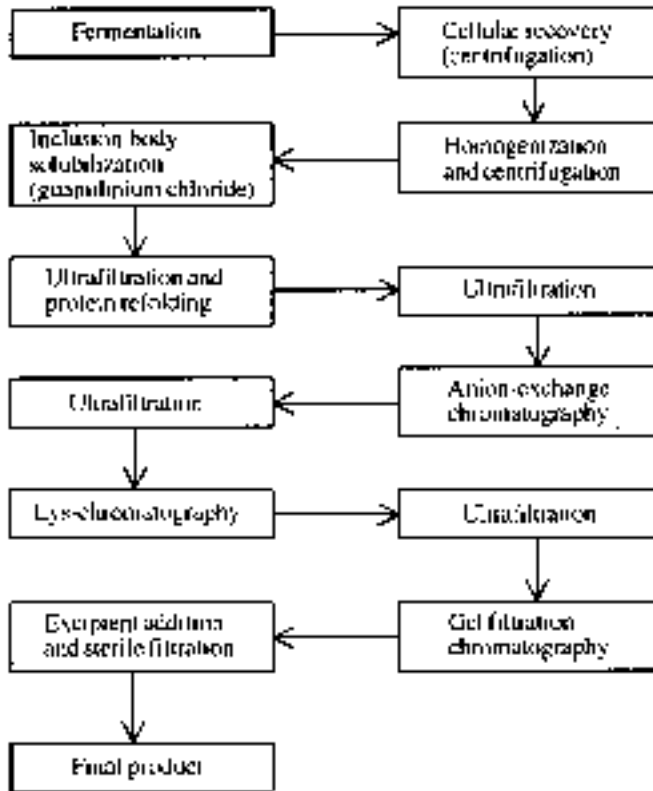 Fermentation
Cellular recovery
(centrifugation)
Homogenization
and centrifugation
Inclusion body
solubilization
(guanidinium chloride)
Ultrafiltration and
protein refolding
Ultrafiltration
Anion-exchange
chromatography
Ultrafiltration
Lys-chromatography
Ultrafiltration
Gel filtration
chromatography
Excipient addition
and sterile filtration
Final product